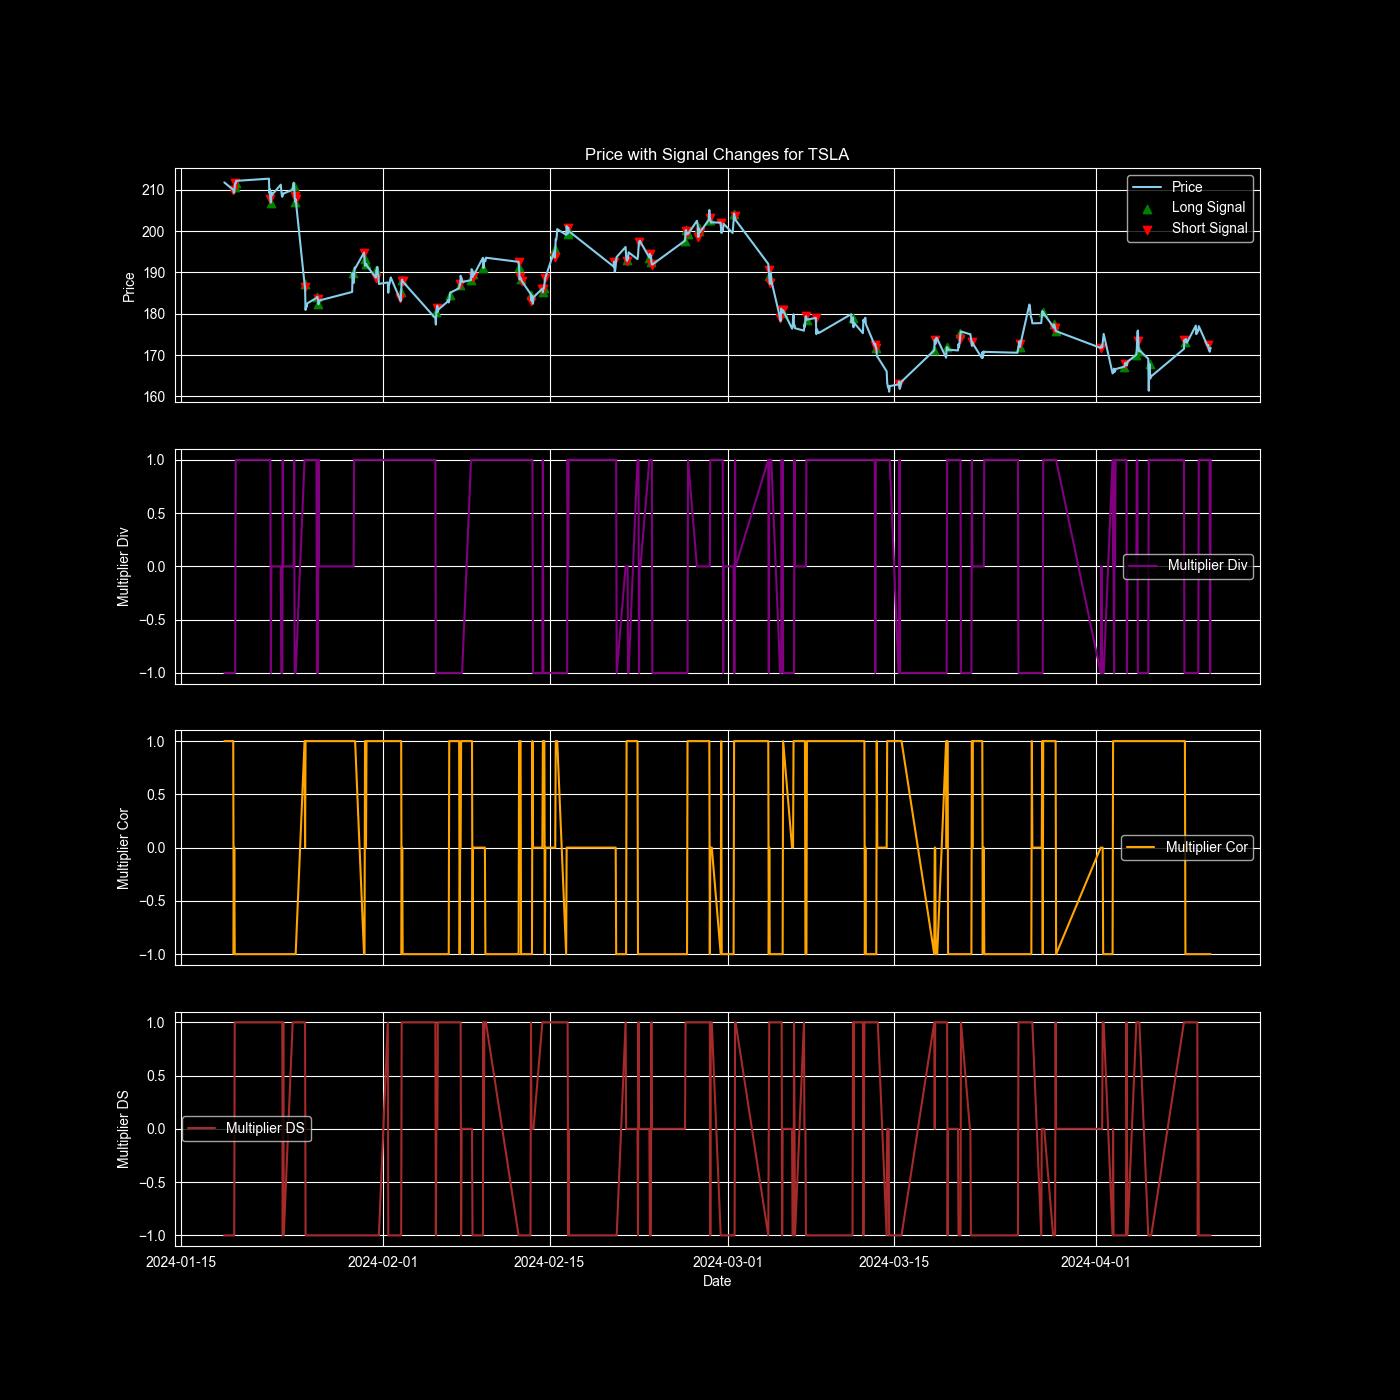 Price with Signal Changes for TSLA
Price
210
200
190
180
170
160
Price
Long Signal
Short Signal
Multiplier Div
1.0
0.5
0.0
−0.5
−1.0
Multiplier Div
Multiplier Cor
1.0
0.5
0.0
−0.5
−1.0
Multiplier Cor
Multiplier DS
1.0
0.5
0.0
−0.5
−1.0
Multiplier DS
2024-01-15 2024-02-01 2024-02-15 2024-03-01 2024-03-15 2024-04-01
Date